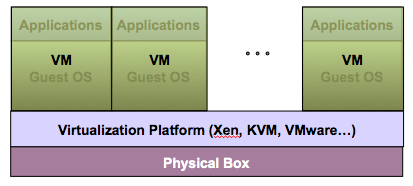 Applications Applications Applications
VM VM VM
Guest OS Guest OS Guest OS
Virtualization Platform (Xen, KVM, VMware…)
Physical Box